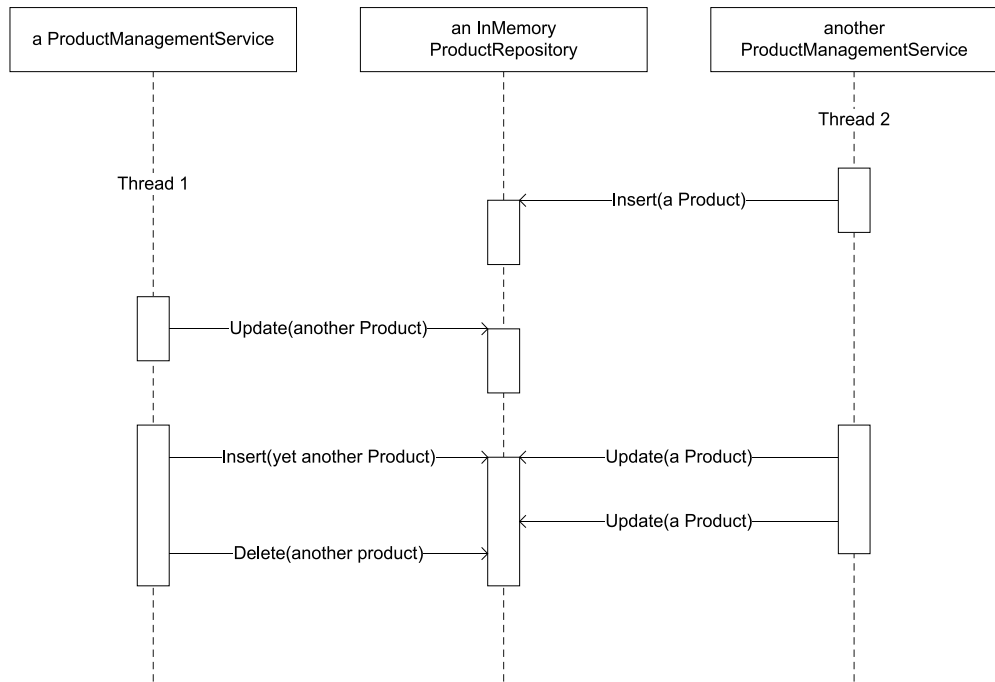 a ProductManagementService
an InMemory
ProductRepository
another
ProductManagementService
Thread 2
Thread 1
Insert(a Product)
Update(another Product)
Insert(yet another Product)
Update(a Product)
Update(a Product)
Delete(another product)